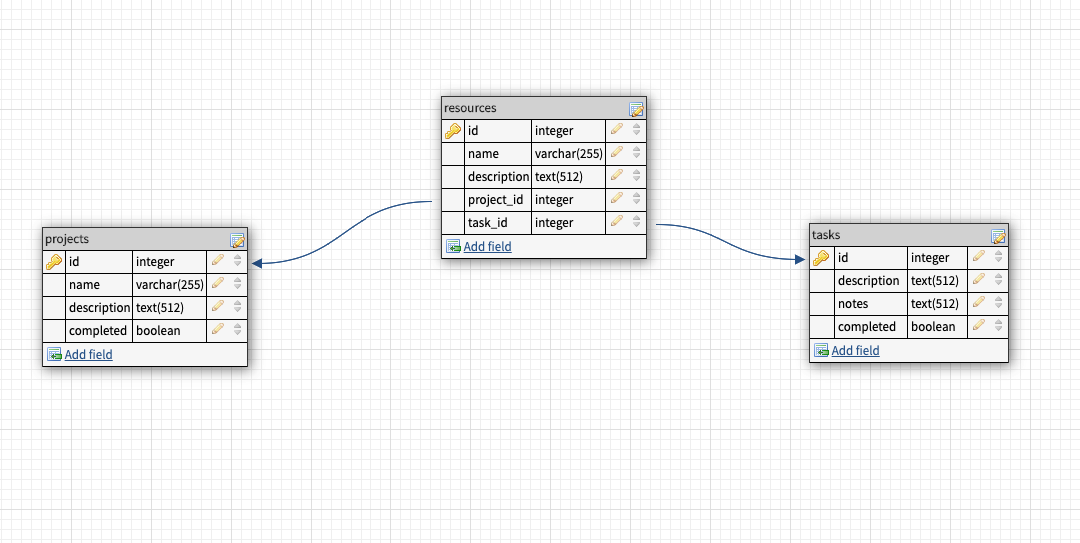 resources
id integer
name varchar(255)
description text(512)
project_id integer
task_id integer
Add field
projects
id integer
name varchar(255)
description text(512)
completed boolean
Add field
tasks
id integer
description text(512)
notes text(512)
completed boolean
Add field